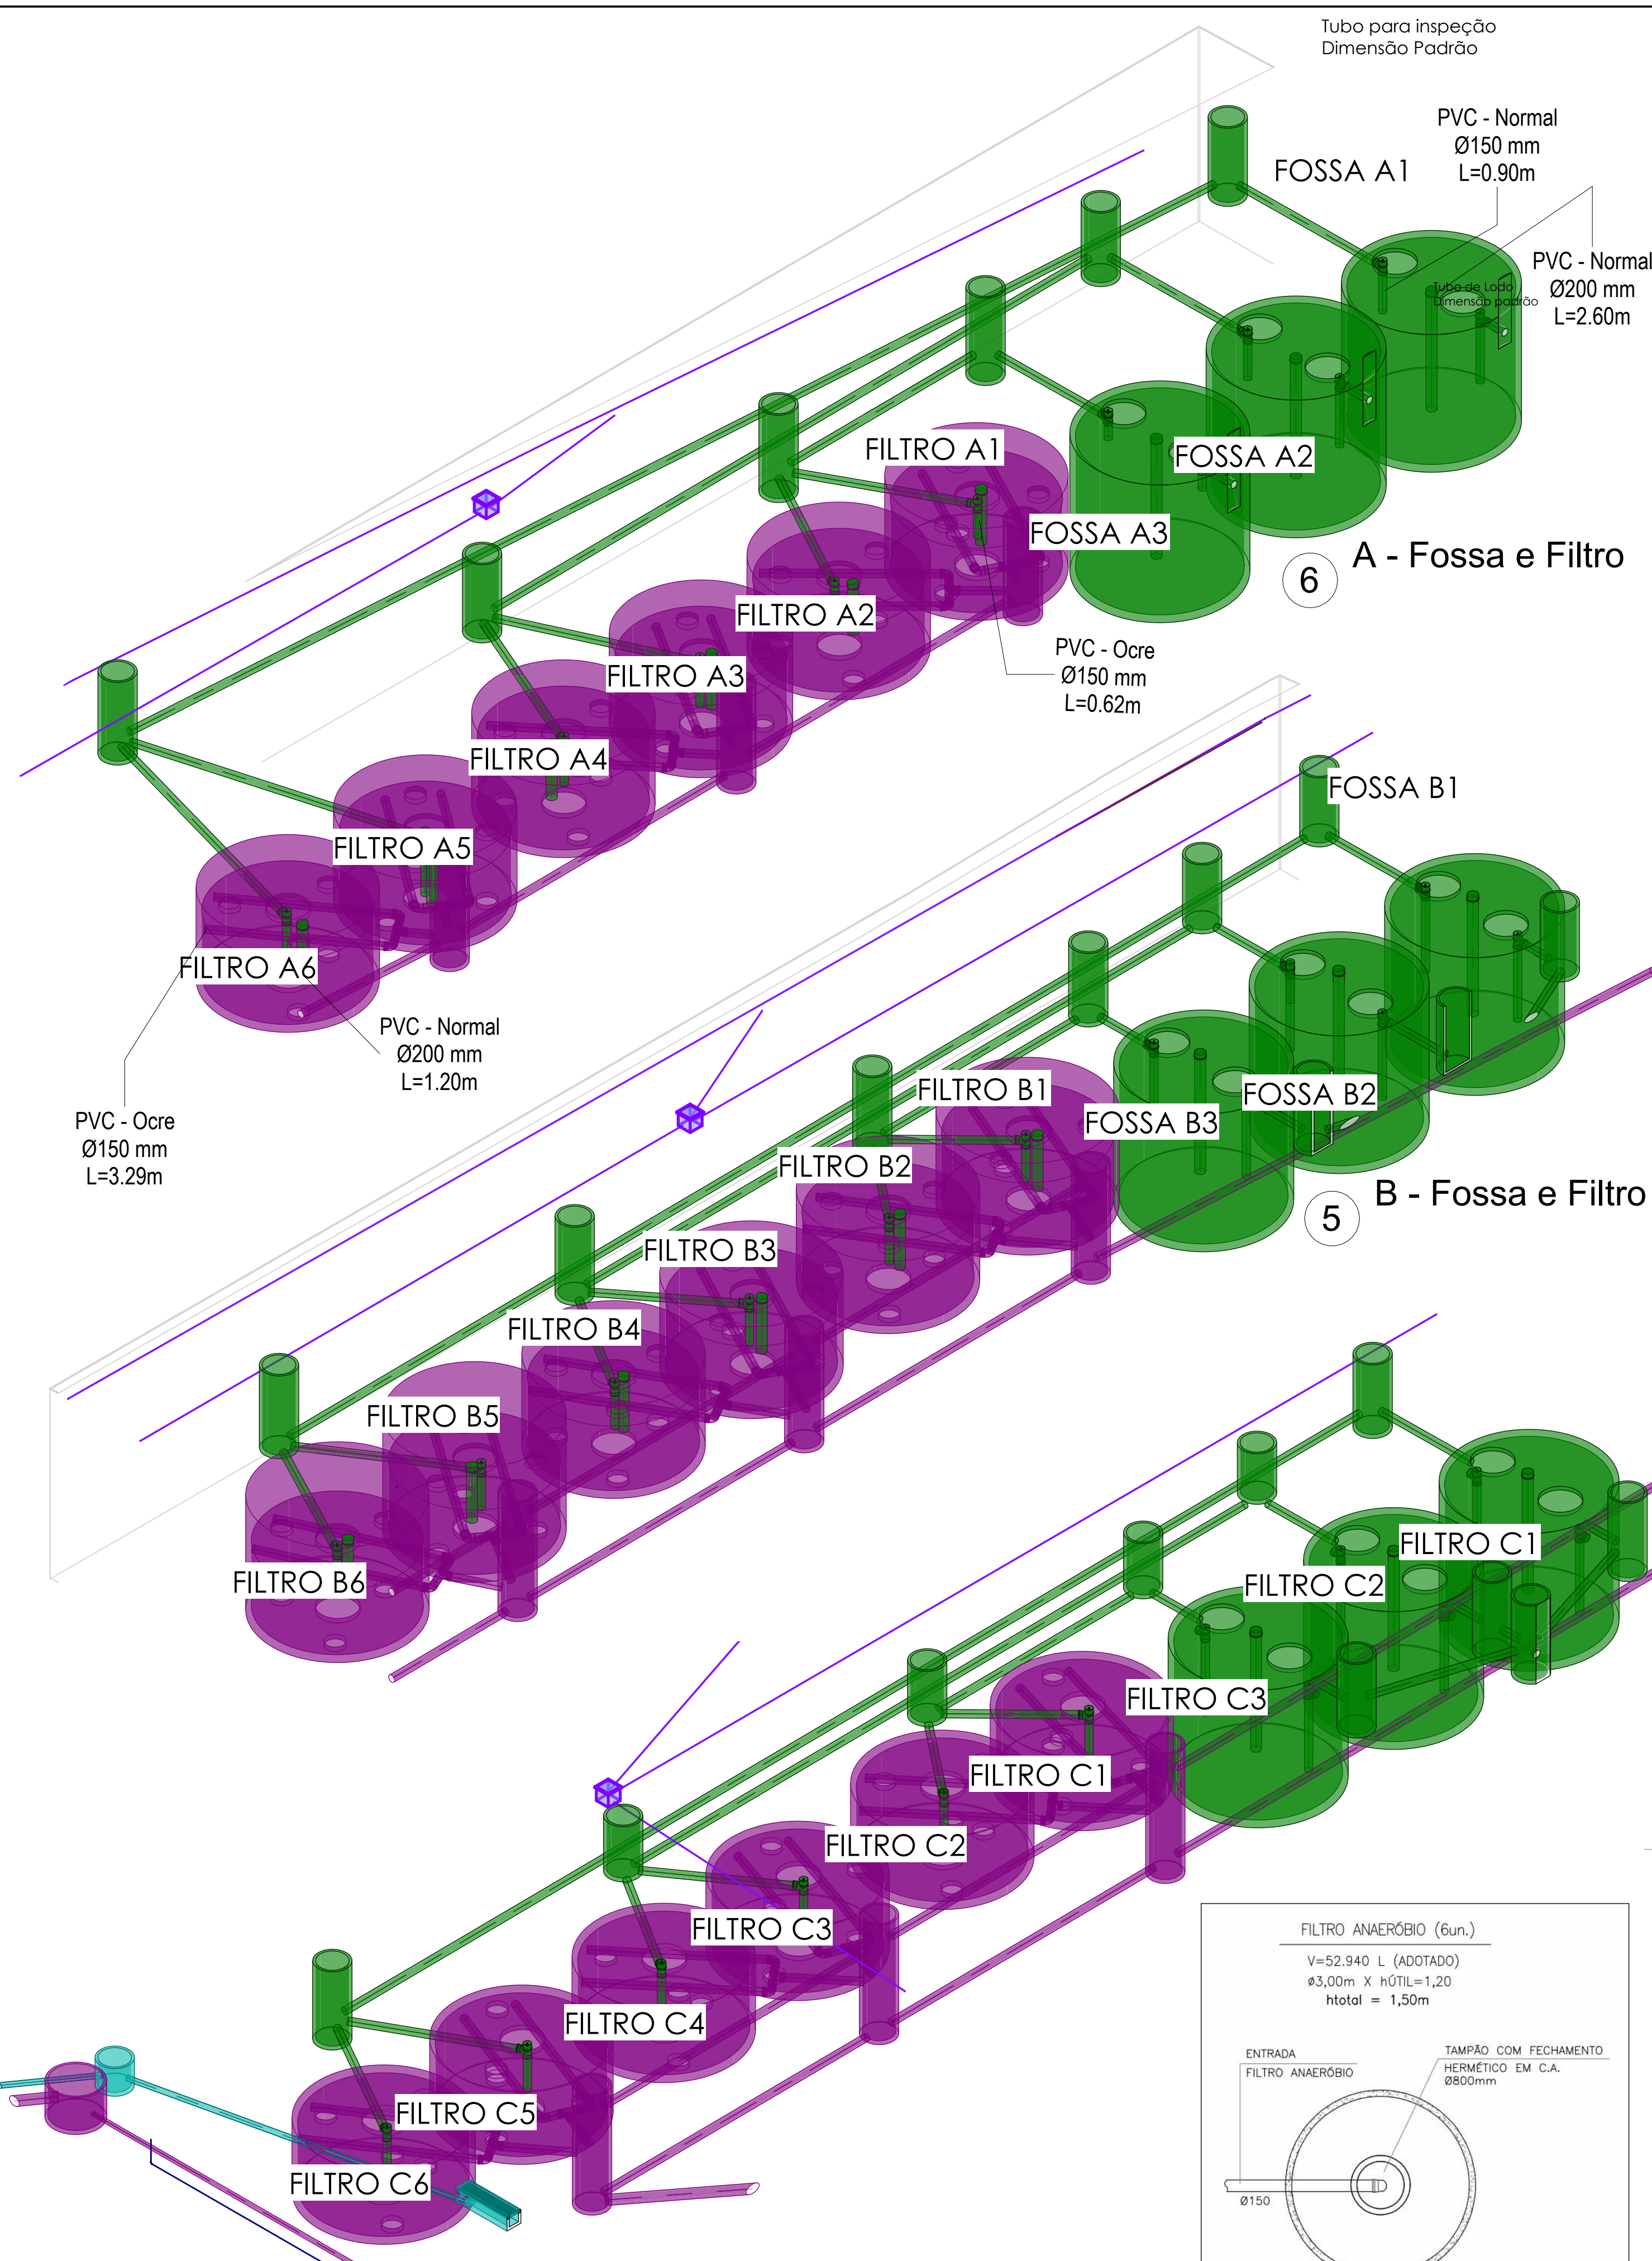 Tubo para inspeção
Dimensão Padrão
PVC - Normal
Ø150 mm
L=0.90m
FOSSA A1
PVC - Normal
Ø200 mm
L=2.60m
Tubo de Lodo
Dimensão padrão
FILTRO A1
FOSSA A2
FOSSA A3
6
A - Fossa e Filtro
FILTRO A2
PVC - Ocre
Ø150 mm
L=0.62m
FILTRO A3
FILTRO A4
FILTRO A5
FILTRO A6
PVC - Normal
Ø200 mm
L=1.20m
PVC - Ocre
Ø150 mm
L=3.29m
FOSSA B1
FILTRO B1
FOSSA B2
FOSSA B3
FILTRO B2
5
B - Fossa e Filtro
FILTRO B3
FILTRO B4
FILTRO B5
FILTRO B6
FILTRO C1
FILTRO C2
FILTRO C3
FILTRO C1
FILTRO C2
FILTRO C3
FILTRO C4
FILTRO C5
FILTRO C6
FILTRO ANAERÓBIO (6un.)
V=52.940 L (ADOTADO)
ø3,00m X hÚTIL=1,20
htotal = 1,50m
ENTRADA
FILTRO ANAERÓBIO
TAMPÃO COM FECHAMENTO
HERMÉTICO EM C.A.
Ø800mm
Ø150